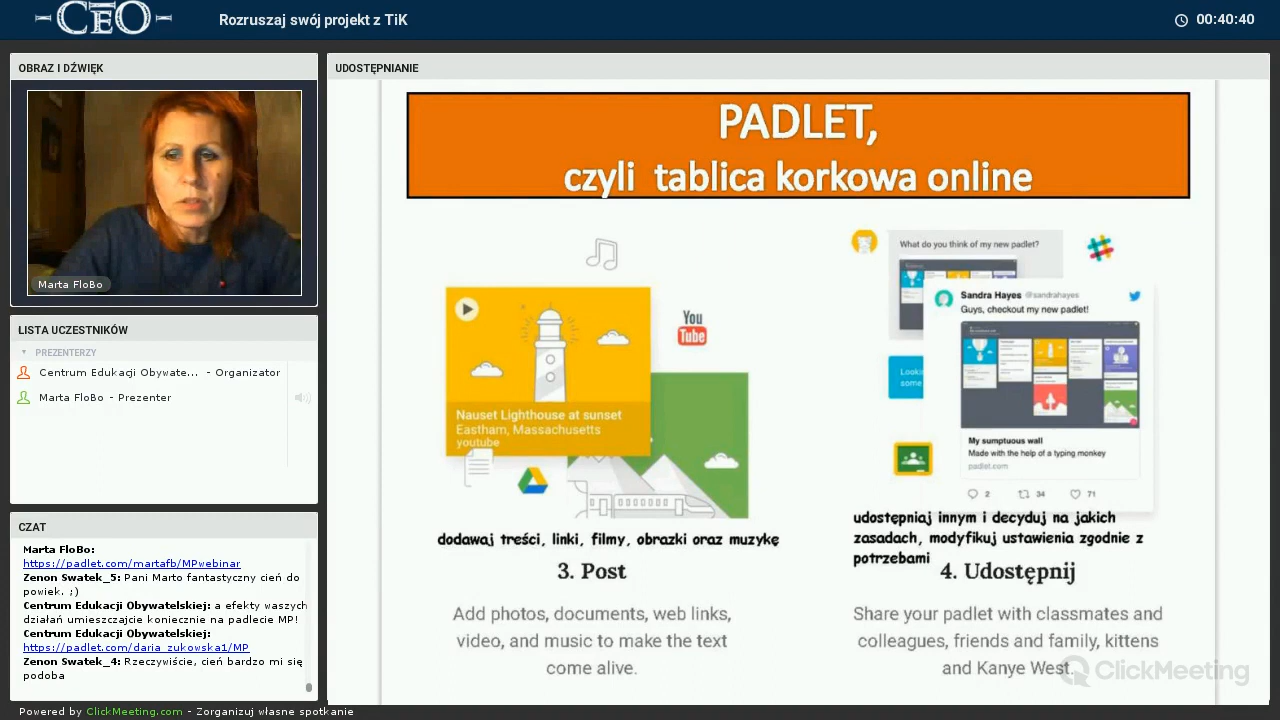 CEO
Rozruszaj swój projekt z TiK
00:40:40
OBRAZ I DŹWIĘK
Marta FloBo
LISTA UCZESTNIKÓW
PREZENTERZY
Centrum Edukacji Obywate... - Organizator
Marta FloBo - Prezenter
CZAT
Marta FloBo:
https://padlet.com/martafb/MPwebinar
Zenon Swatek_5: Pani Marto fantastyczny cień do
powiek. ;)
Centrum Edukacji Obywatelskiej: a efekty waszych
działań umieszczajcie koniecznie na padlecie MP!
Centrum Edukacji Obywatelskiej:
https://padlet.com/daria_zukowska1/MP
Zenon Swatek_4: Rzeczywiście, cień bardzo mi się
podoba
Powered by ClickMeeting.com - Zorganizuj własne spotkanie
UDOSTĘPNIANIE
PADLET,
czyli tablica korkowa online
You
Tube
Nauset Lighthouse at sunset
Eastham, Massachusetts
youtube
dodawaj treści, linki, filmy, obrazki oraz muzykę
3. Post
Add photos, documents, web links,
video, and music to make the text
come alive.
What do you think of my new padlet?
Sandra Hayes @sandrahayes
Guys, checkout my new padlet!
some
My sumptuous wall
Made with the help of a typing monkey
padlet.com
2 34 71
udostępniaj innym i decyduj na jakich
zasadach, modyfikuj ustawienia zgodnie z
potrzebami
4. Udostępnij
Share your padlet with classmates and
colleagues, friends and family, kittens
and Kanye West.
ClickMeeting